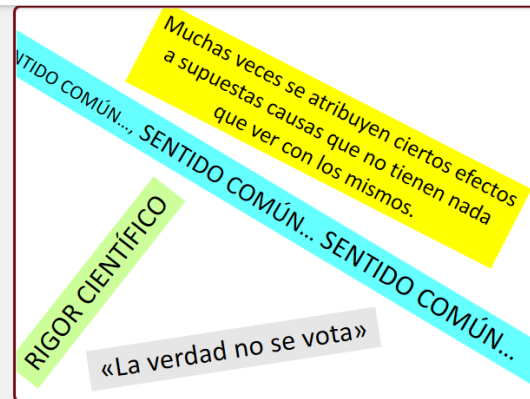 Muchas veces se atribuyen ciertos efectos
a supuestas causas que no tienen nada
que ver con los mismos.
NTIDO COMÚN..., SENTIDO COMÚN... SENTIDO COMÚN...
RIGOR CIENTÍFICO
«La verdad no se vota»